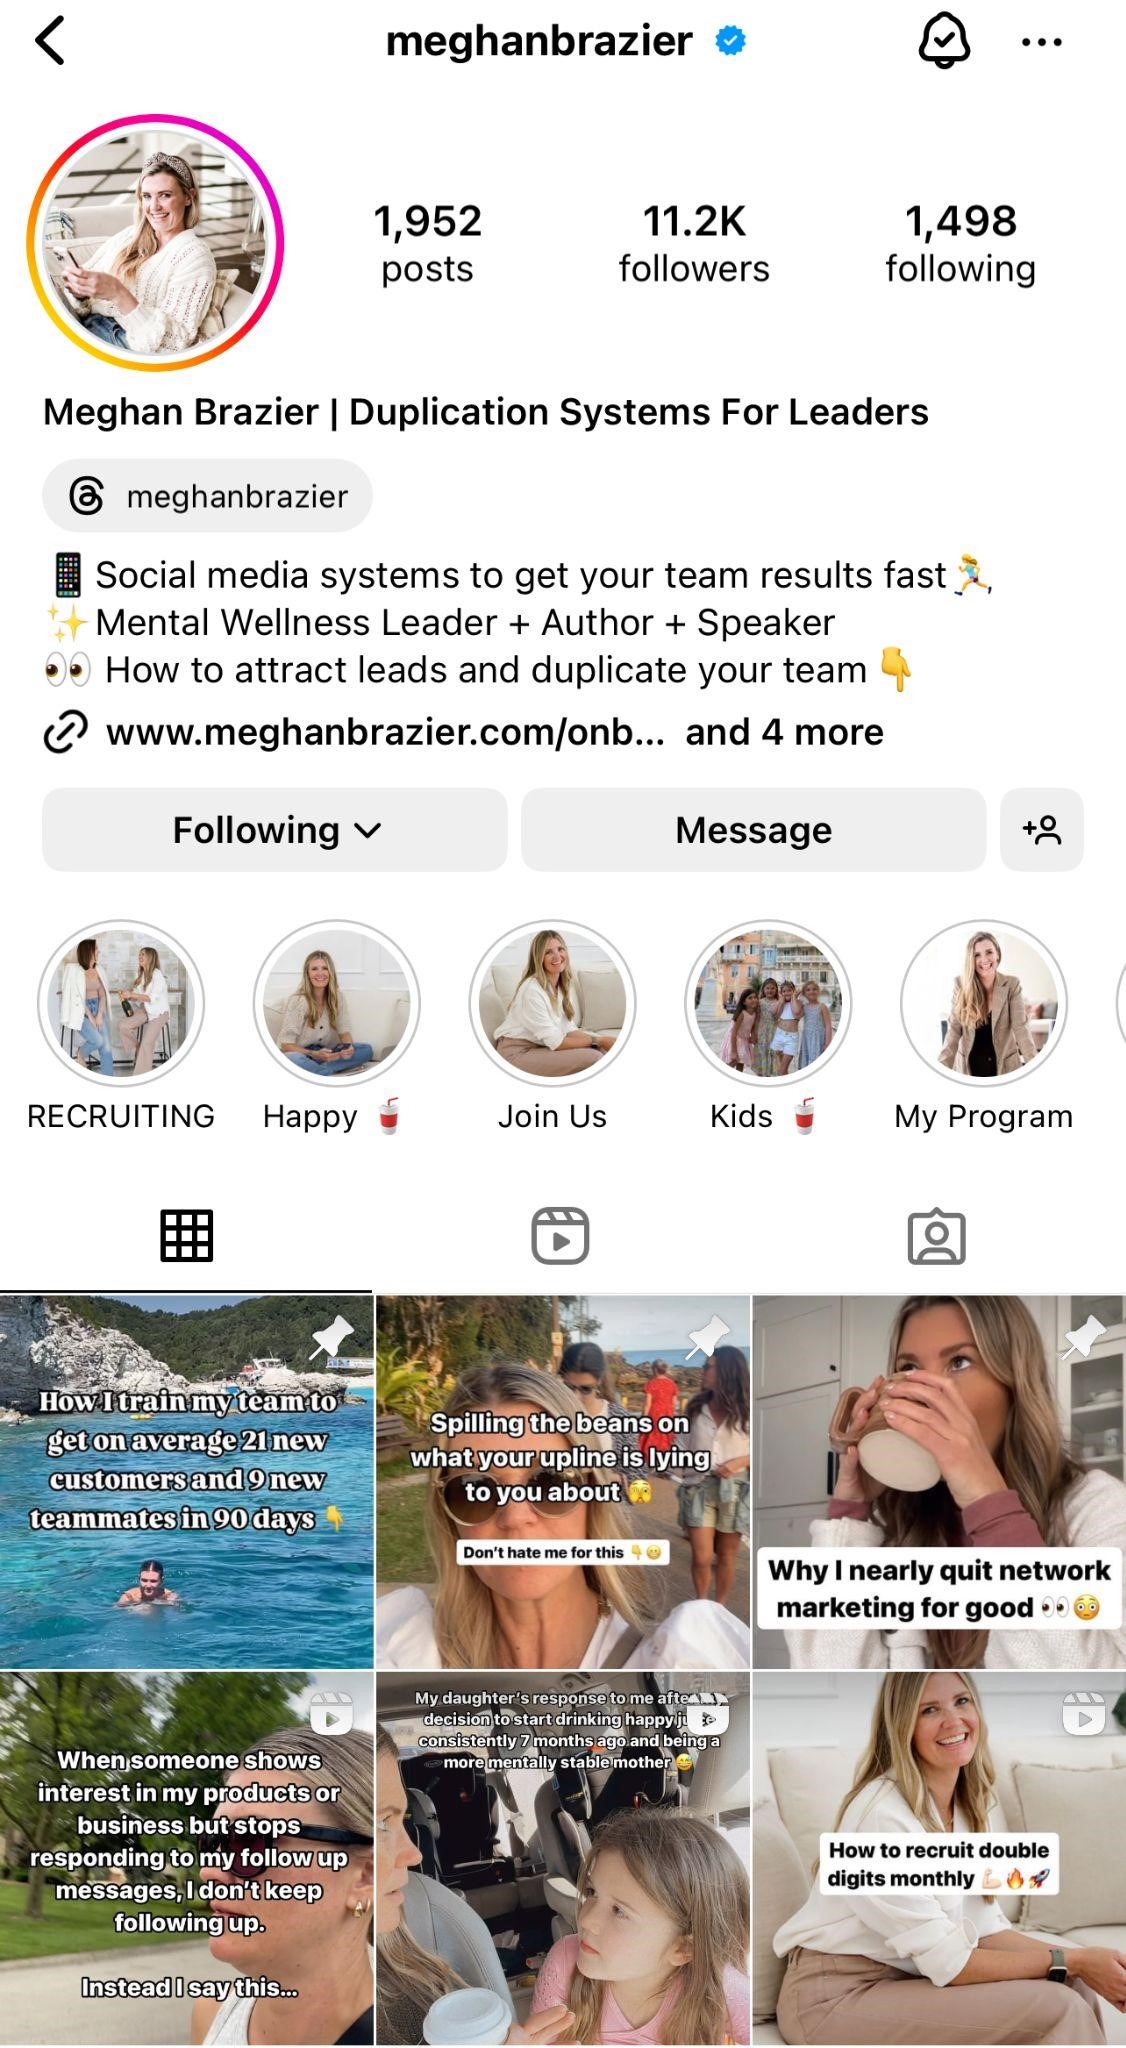 meghanbrazier
1,952
posts
11.2K
followers
1,498
following
Meghan Brazier | Duplication Systems For Leaders
meghanbrazier
📱Social media systems to get your team results fast🏃‍♀️
✨Mental Wellness Leader + Author + Speaker
👀 How to attract leads and duplicate your team👇
www.meghanbrazier.com/onb... and 4 more
Following
Message
RECRUITING
Happy 🥤
Join Us
Kids 🥤
My Program
How I train my team to
get on average 21 new
customers and 9 new
teammates in 90 days 👇
Spilling the beans on
what your upline is lying
to you about 🫣
Don't hate me for this 👇😬
Why I nearly quit network
marketing for good 👀😳
When someone shows
interest in my products or
business but stops
responding to my follow up
messages, I don't keep
following up.
Instead I say this...
My daughter's response to me after
decision to start drinking happy
consistently 7 months ago and being a
more mentally stable mother 😅
How to recruit double
digits monthly 💪🏻🔥🚀